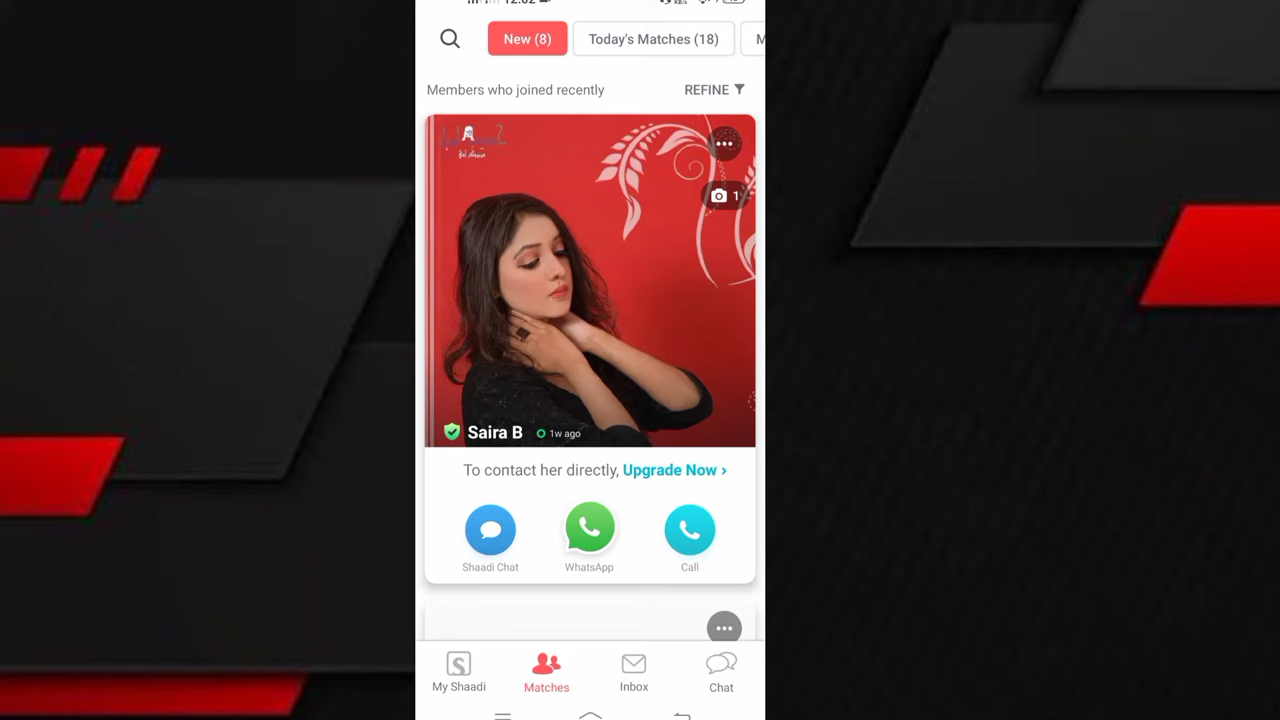 New (8)
Today's Matches (18)
M
Members who joined recently
REFINE
1
Saira B
1w ago
To contact her directly, Upgrade Now ›
Shaadi Chat
WhatsApp
Call
My Shaadi
Matches
Inbox
Chat